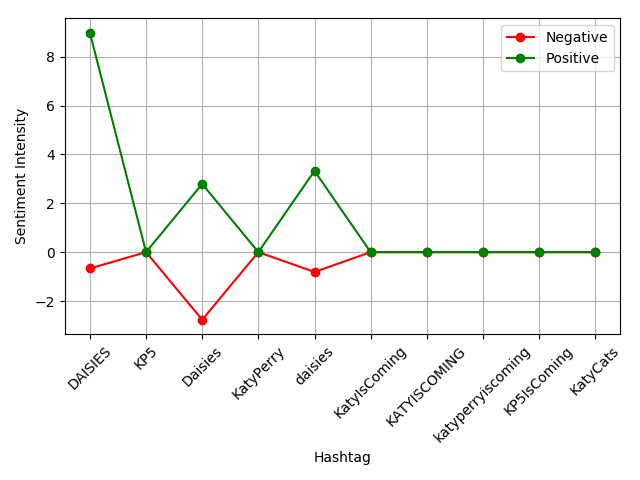 Negative
Positive
8
6
4
2
0
−2
Sentiment Intensity
DAISIES
KP5
Daisies
KatyPerry
daisies
KatyIsComing
KATYISCOMING
katyperryiscoming
KP5IsComing
KatyCats
Hashtag